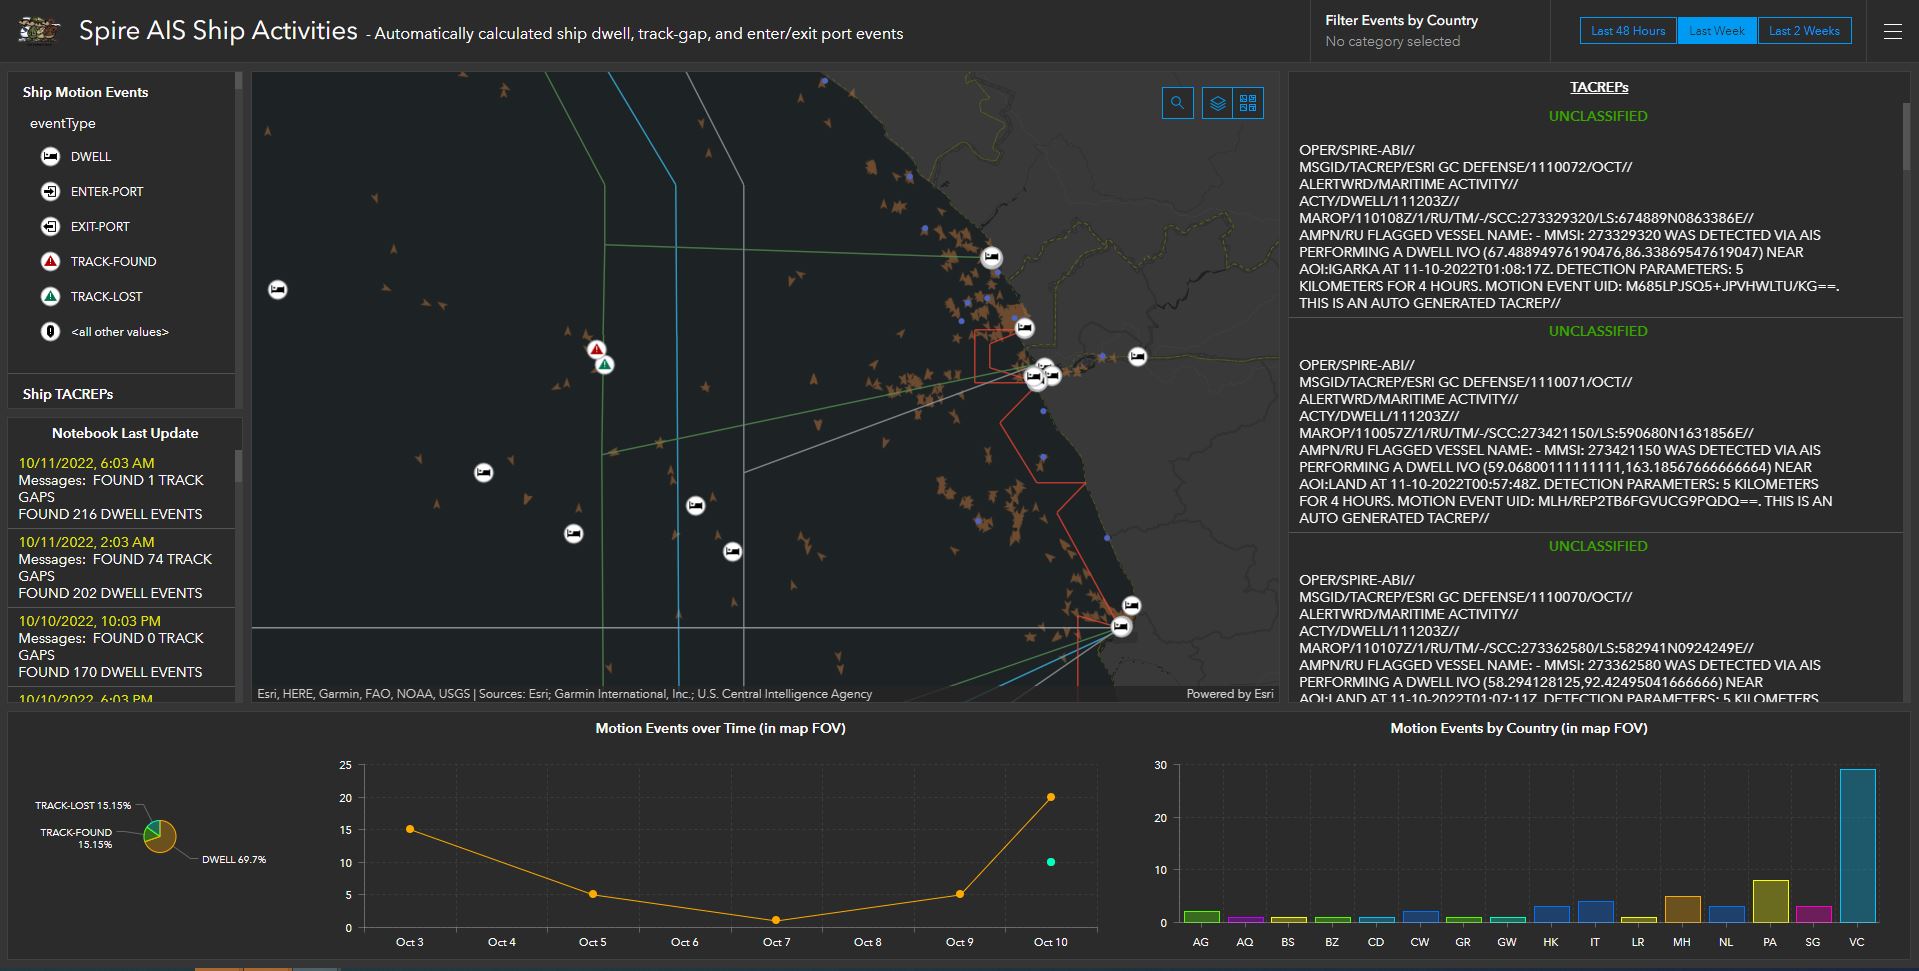 Spire AIS Ship Activities - Automatically calculated ship dwell, track-gap, and enter/exit port events
Filter Events by Country
No category selected
Last 48 Hours
Last Week
Last 2 Weeks
Ship Motion Events
eventType
DWELL
ENTER-PORT
EXIT-PORT
TRACK-FOUND
TRACK-LOST
<all other values>
Ship TACREPs
Notebook Last Update
10/11/2022, 6:03 AM
Messages: FOUND 1 TRACK
GAPS
FOUND 216 DWELL EVENTS
10/11/2022, 2:03 AM
Messages: FOUND 74 TRACK
GAPS
FOUND 202 DWELL EVENTS
10/10/2022, 10:03 PM
Messages: FOUND 0 TRACK
GAPS
FOUND 170 DWELL EVENTS
10/10/2022, 6:03 PM
Esri, HERE, Garmin, FAO, NOAA, USGS | Sources: Esri; Garmin International, Inc.; U.S. Central Intelligence Agency
Powered by Esri
TACREPs
UNCLASSIFIED
OPER/SPIRE-ABI//
MSGID/TACREP/ESRI GC DEFENSE/1110072/OCT//
ALERTWRD/MARITIME ACTIVITY//
ACTY/DWELL/111203Z//
MAROP/110108Z/1/RU/TM/-/SCC:273329320/LS:674889N0863386E//
AMPN/RU FLAGGED VESSEL NAME: - MMSI: 273329320 WAS DETECTED VIA AIS
PERFORMING A DWELL IVO (67.48894976190476,86.33869547619047) NEAR
AOI:IGARKA AT 11-10-2022T01:08:17Z. DETECTION PARAMETERS: 5
KILOMETERS FOR 4 HOURS. MOTION EVENT UID: M685LPJSQ5+JPVHWLTU/KG==.
THIS IS AN AUTO GENERATED TACREP//
UNCLASSIFIED
OPER/SPIRE-ABI//
MSGID/TACREP/ESRI GC DEFENSE/1110071/OCT//
ALERTWRD/MARITIME ACTIVITY//
ACTY/DWELL/111203Z//
MAROP/110057Z/1/RU/TM/-/SCC:273421150/LS:590680N1631856E//
AMPN/RU FLAGGED VESSEL NAME: - MMSI: 273421150 WAS DETECTED VIA AIS
PERFORMING A DWELL IVO (59.06800111111111,163.18567666666664) NEAR
AOI:LAND AT 11-10-2022T00:57:48Z. DETECTION PARAMETERS: 5 KILOMETERS
FOR 4 HOURS. MOTION EVENT UID: MLH/REP2TB6FGVUCG9PQDQ==. THIS IS AN
AUTO GENERATED TACREP//
UNCLASSIFIED
OPER/SPIRE-ABI//
MSGID/TACREP/ESRI GC DEFENSE/1110070/OCT//
ALERTWRD/MARITIME ACTIVITY//
ACTY/DWELL/111203Z//
MAROP/110107Z/1/RU/TM/-/SCC:273362580/LS:582941N0924249E//
AMPN/RU FLAGGED VESSEL NAME: - MMSI: 273362580 WAS DETECTED VIA AIS
PERFORMING A DWELL IVO (58.294128125,92.42495041666666) NEAR
AOI:LAND AT 11-10-2022T01:07:11Z. DETECTION PARAMETERS: 5 KILOMETERS
TRACK-LOST 15.15%
TRACK-FOUND
15.15%
DWELL 69.7%
Motion Events over Time (in map FOV)
25
20
15
10
5
0
Oct 3 Oct 4 Oct 5 Oct 6 Oct 7 Oct 8 Oct 9 Oct 10
Motion Events by Country (in map FOV)
30
20
10
0
AG AQ BS BZ CD CW GR GW HK IT LR MH NL PA SG VC